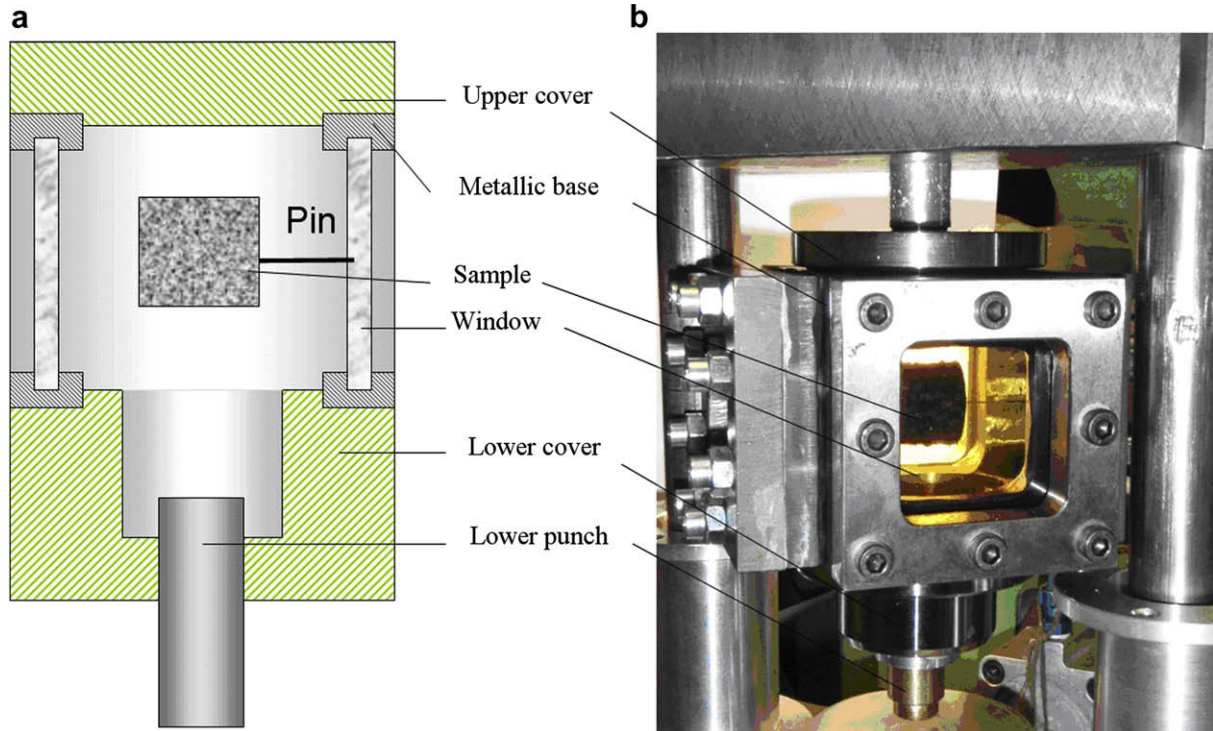 a
b
Upper cover
Metallic base
Pin
Sample
Window
Lower cover
Lower punch